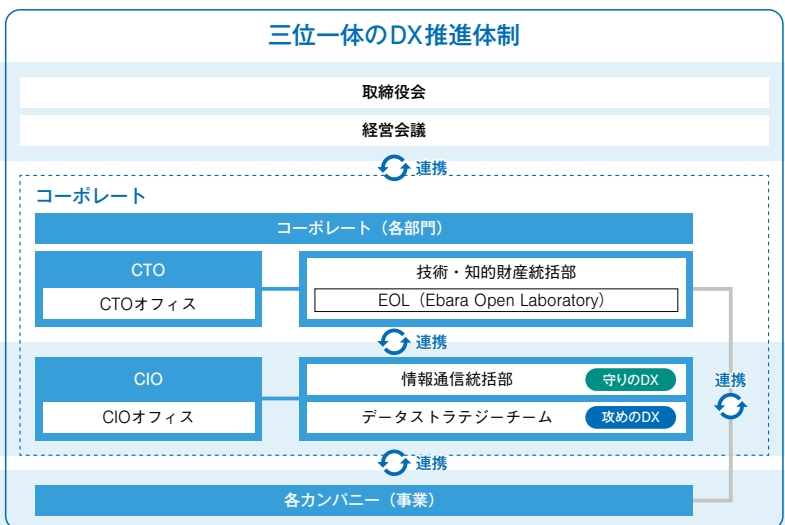 三位一体のDX推進体制
取締役会
経営会議
連携
コーポレート
コーポレート（各部門）
CTO
CTOオフィス
技術・知的財産統括部
EOL（Ebara Open Laboratory）
連携
CIO
CIOオフィス
情報通信統括部
守りのDX
データストラテジーチーム
攻めのDX
連携
連携
各カンパニー（事業）